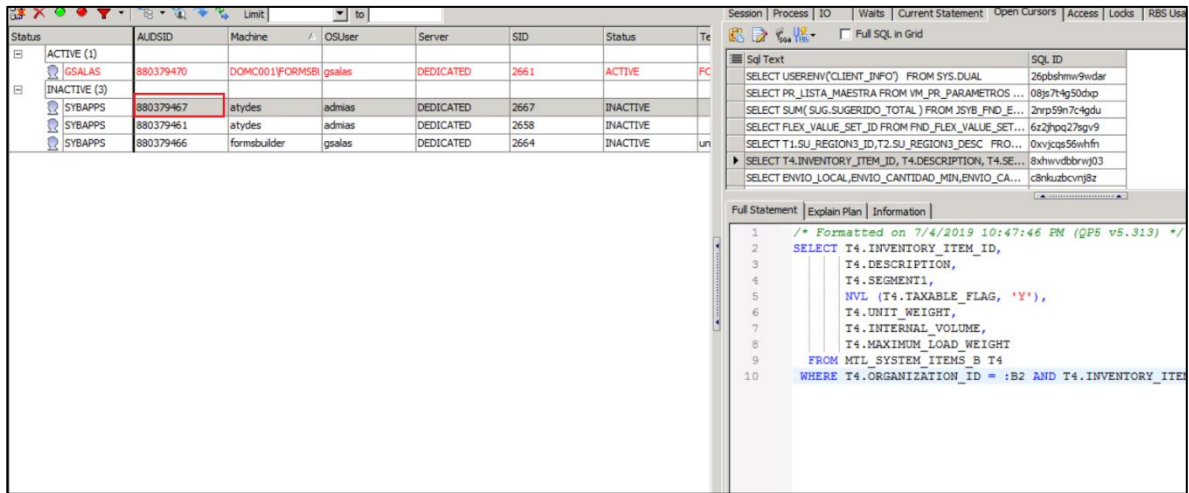 Limit to
Status AUDSID Machine OSUser Server SID Status Te
ACTIVE (1)
GSALAS 880379470 DOMC001\FORMSBI gsalas DEDICATED 2661 ACTIVE FC
INACTIVE (3)
SYBAPPS 880379467 atydes admias DEDICATED 2667 INACTIVE
SYBAPPS 880379461 atydes admias DEDICATED 2658 INACTIVE
SYBAPPS 880379466 formsbuilder gsalas DEDICATED 2664 INACTIVE un
Session Process IO Waits Current Statement Open Cursors Access Locks RBS Usa
Full SQL in Grid
Sql Text SQL ID
SELECT USERENV('CLIENT_INFO') FROM SYS.DUAL 26pbshmw9wdar
SELECT PR_LISTA_MAESTRA FROM VM_PR_PARAMETROS ... 08js7t4g50dxp
SELECT SUM( SUG.SUGERIDO_TOTAL ) FROM JSYB_FND_E... 2nrp59n7c4gdu
SELECT FLEX_VALUE_SET_ID FROM FND_FLEX_VALUE_SET... 6z2jhpq27sgv9
SELECT T1.SU_REGION3_ID,T2.SU_REGION3_DESC FRO... 0xvjcqs56whfn
SELECT T4.INVENTORY_ITEM_ID, T4.DESCRIPTION, T4.SE... 8xhwvdbbrwj03
SELECT ENVIO_LOCAL,ENVIO_CANTIDAD_MIN,ENVIO_CA... c8nkuzbcvnj8z
Full Statement Explain Plan Information
1 /* Formatted on 7/4/2019 10:47:46 PM (QP5 v5.313) */
2 SELECT T4.INVENTORY_ITEM_ID,
3 T4.DESCRIPTION,
4 T4.SEGMENT1,
5 NVL (T4.TAXABLE_FLAG, 'Y'),
6 T4.UNIT_WEIGHT,
7 T4.INTERNAL_VOLUME,
8 T4.MAXIMUM_LOAD_WEIGHT
9 FROM MTL_SYSTEM_ITEMS_B T4
10 WHERE T4.ORGANIZATION_ID = :B2 AND T4.INVENTORY_ITEM